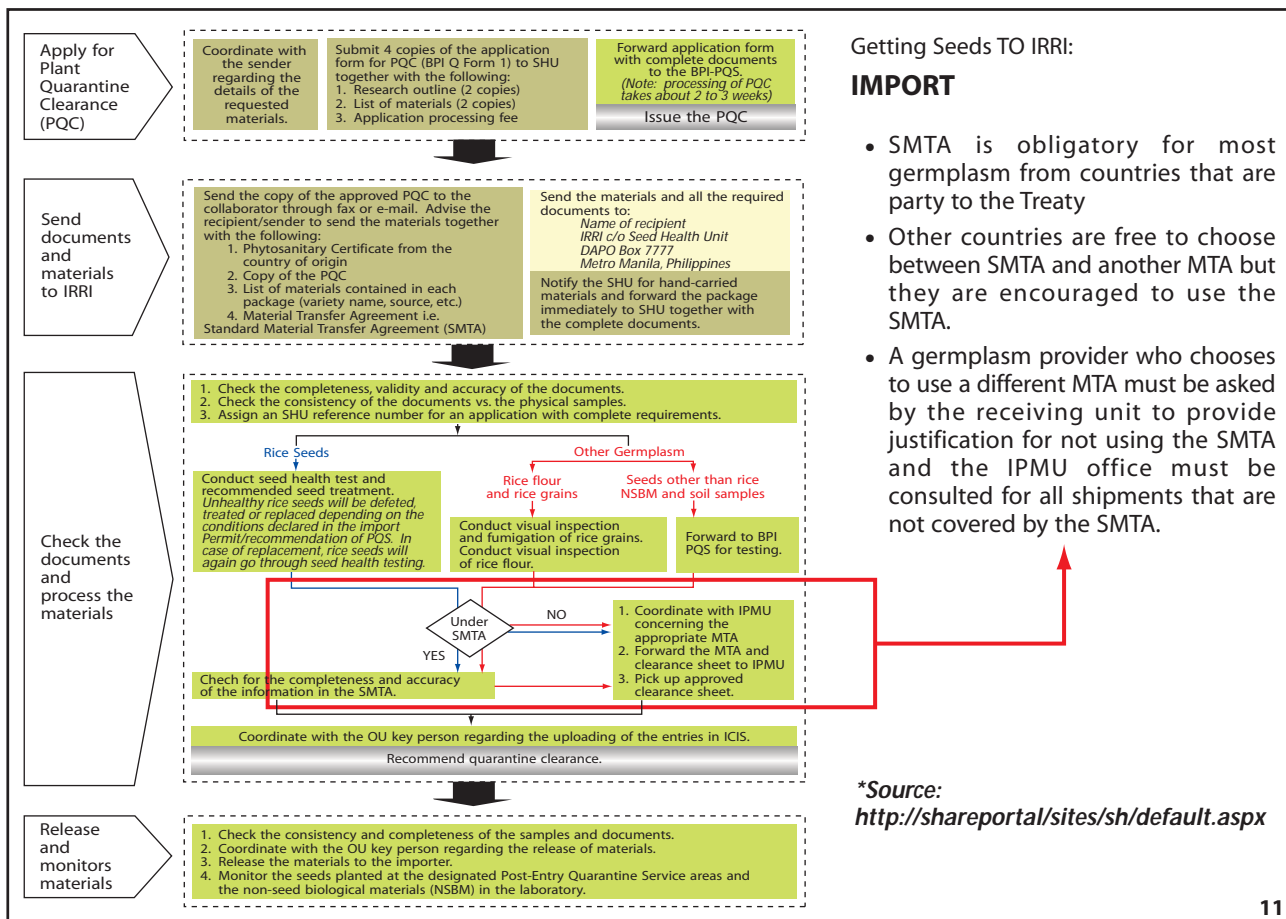 Apply for
Plant
Quarantine
Clearance
(PQC)
Coordinate with
the sender
regarding the
details of the
requested
materials.
Submit 4 copies of the application
form for PQC (BPI Q Form 1) to SHU
together with the following:
1. Research outline (2 copies)
2. List of materials (2 copies)
3. Application processing fee
Forward application form
with complete documents
to the BPI-PQS.
(Note: processing of PQC
takes about 2 to 3 weeks)
Issue the PQC
Send
documents
and
materials
to IRRI
Send the copy of the approved PQC to the
collaborator through fax or e-mail. Advise the
recipient/sender to send the materials together
with the following:
1. Phytosanitary Certificate from the
country of origin
2. Copy of the PQC
3. List of materials contained in each
package (variety name, source, etc.)
4. Material Transfer Agreement i.e.
Standard Material Transfer Agreement (SMTA)
Send the materials and all the required
documents to:
Name of recipient
IRRI c/o Seed Health Unit
DAPO Box 7777
Metro Manila, Philippines
Notify the SHU for hand-carried
materials and forward the package
immediately to SHU together with
the complete documents.
Check the
documents
and
process the
materials
1. Check the completeness, validity and accuracy of the documents.
2. Check the consistency of the documents vs. the physical samples.
3. Assign an SHU reference number for an application with complete requirements.
Rice Seeds
Other Germplasm
Conduct seed health test and
recommended seed treatment.
Unhealthy rice seeds will be defeted,
treated or replaced depending on the
conditions declared in the import
Permit/recommendation of PQS. In
case of replacement, rice seeds will
again go through seed health testing.
Rice flour
and rice grains
Seeds other than rice
NSBM and soil samples
Conduct visual inspection
and fumigation of rice grains.
Conduct visual inspection
of rice flour.
Forward to BPI
PQS for testing.
Under
SMTA
NO
YES
1. Coordinate with IPMU
concerning the
appropriate MTA
2. Forward the MTA and
clearance sheet to IPMU
3. Pick up approved
clearance sheet.
Chech for the completeness and accuracy
of the information in the SMTA.
Coordinate with the OU key person regarding the uploading of the entries in ICIS.
Recommend quarantine clearance.
Release
and
monitors
materials
1. Check the consistency and completeness of the samples and documents.
2. Coordinate with the OU key person regarding the release of materials.
3. Release the materials to the importer.
4. Monitor the seeds planted at the designated Post-Entry Quarantine Service areas and
the non-seed biological materials (NSBM) in the laboratory.
Getting Seeds TO IRRI:
IMPORT
• SMTA is obligatory for most
germplasm from countries that are
party to the Treaty
• Other countries are free to choose
between SMTA and another MTA but
they are encouraged to use the
SMTA.
• A germplasm provider who chooses
to use a different MTA must be asked
by the receiving unit to provide
justification for not using the SMTA
and the IPMU office must be
consulted for all shipments that are
not covered by the SMTA.
*Source:
http://shareportal/sites/sh/default.aspx
11